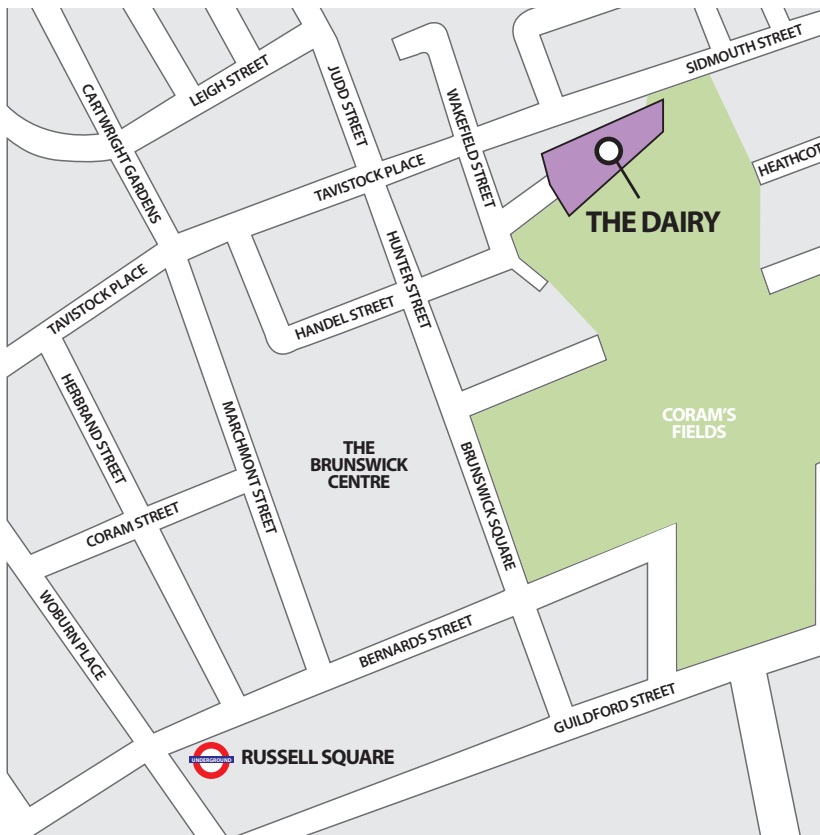 SIDMOUTH STREET
LEIGH STREET
JUDD STREET
CARTWRIGHT GARDENS
WAKEFIELD STREET
TAVISTOCK PLACE
HEATHCOT
THE DAIRY
HUNTER STREET
TAVISTOCK PLACE
HANDEL STREET
HERBRAND STREET
MARCHMONT STREET
CORAM'S
FIELDS
THE
BRUNSWICK
CENTRE
BRUNSWICK SQUARE
CORAM STREET
WOBURN PLACE
BERNARDS STREET
GUILDFORD STREET
UNDERGROUND
RUSSELL SQUARE